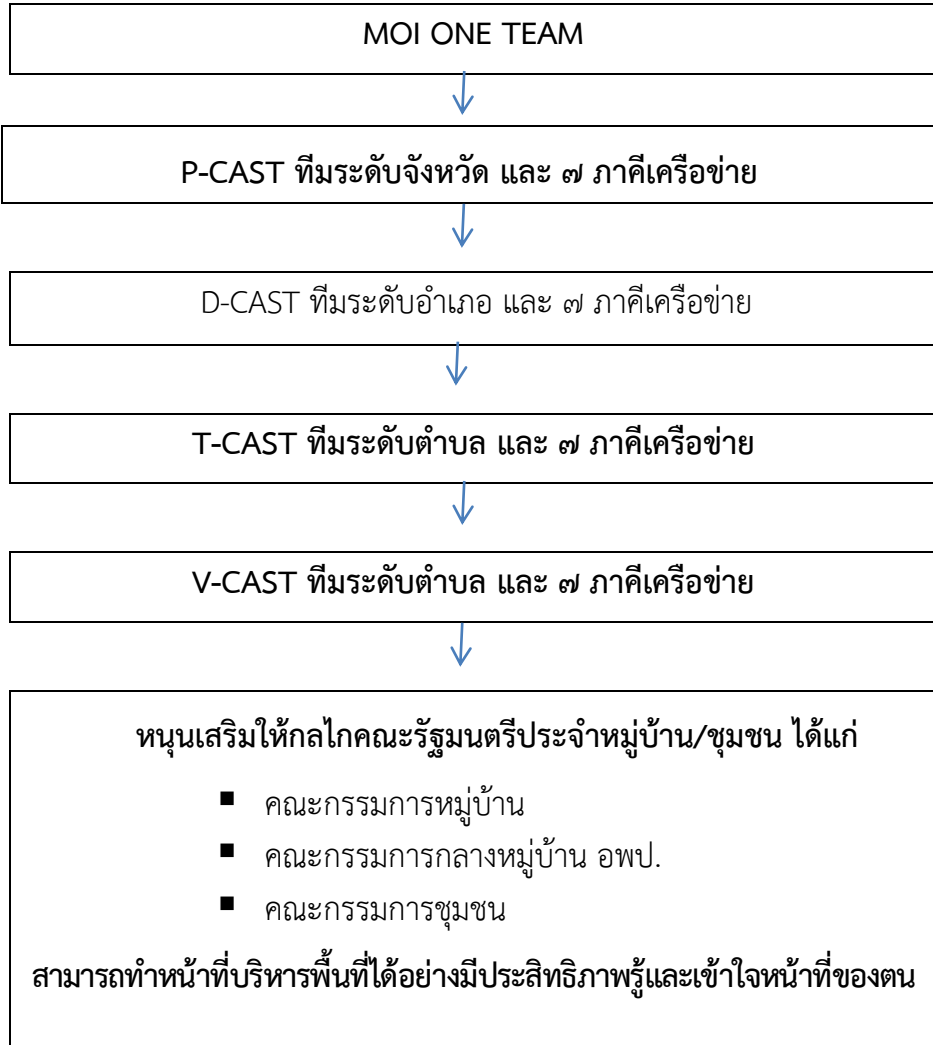 MOI ONE TEAM
P-CAST ทีมระดับจังหวัด และ ๗ ภาคีเครือข่าย
D-CAST ทีมระดับอำเภอ และ ๗ ภาคีเครือข่าย
T-CAST ทีมระดับตำบล และ ๗ ภาคีเครือข่าย
V-CAST ทีมระดับตำบล และ ๗ ภาคีเครือข่าย
หนุนเสริมให้กลไกคณะรัฐมนตรีประจำหมู่บ้าน/ชุมชน ได้แก่
▪ คณะกรรมการหมู่บ้าน
▪ คณะกรรมการกลางหมู่บ้าน อพป.
▪ คณะกรรมการชุมชน
สามารถทำหน้าที่บริหารพื้นที่ได้อย่างมีประสิทธิภาพรู้และเข้าใจหน้าที่ของตน